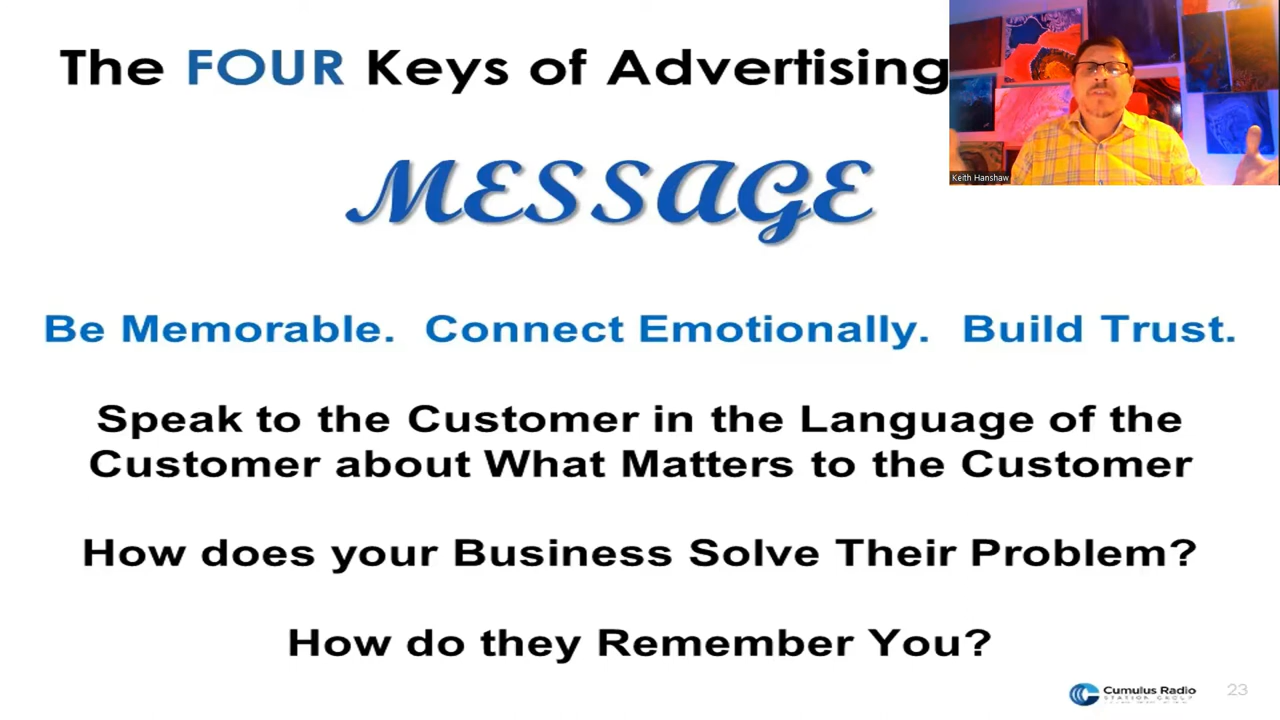 The FOUR Keys of Advertising
Keith Hanshaw
MESSAGE
Be Memorable. Connect Emotionally. Build Trust.
Speak to the Customer in the Language of the
Customer about What Matters to the Customer
How does your Business Solve Their Problem?
How do they Remember You?
Cumulus Radio
STATION GROUP
23